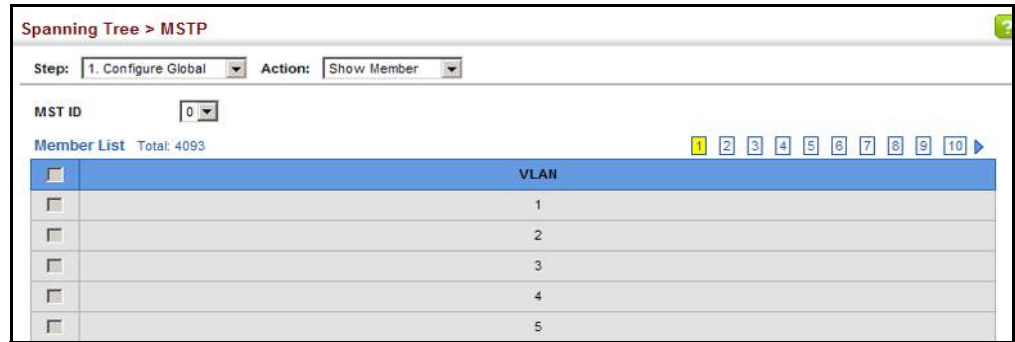 Spanning Tree > MSTP
?
Step: 1. Configure Global Action: Show Member
MST ID 0
Member List Total: 4093 1 2 3 4 5 6 7 8 9 10
VLAN
1
2
3
4
5